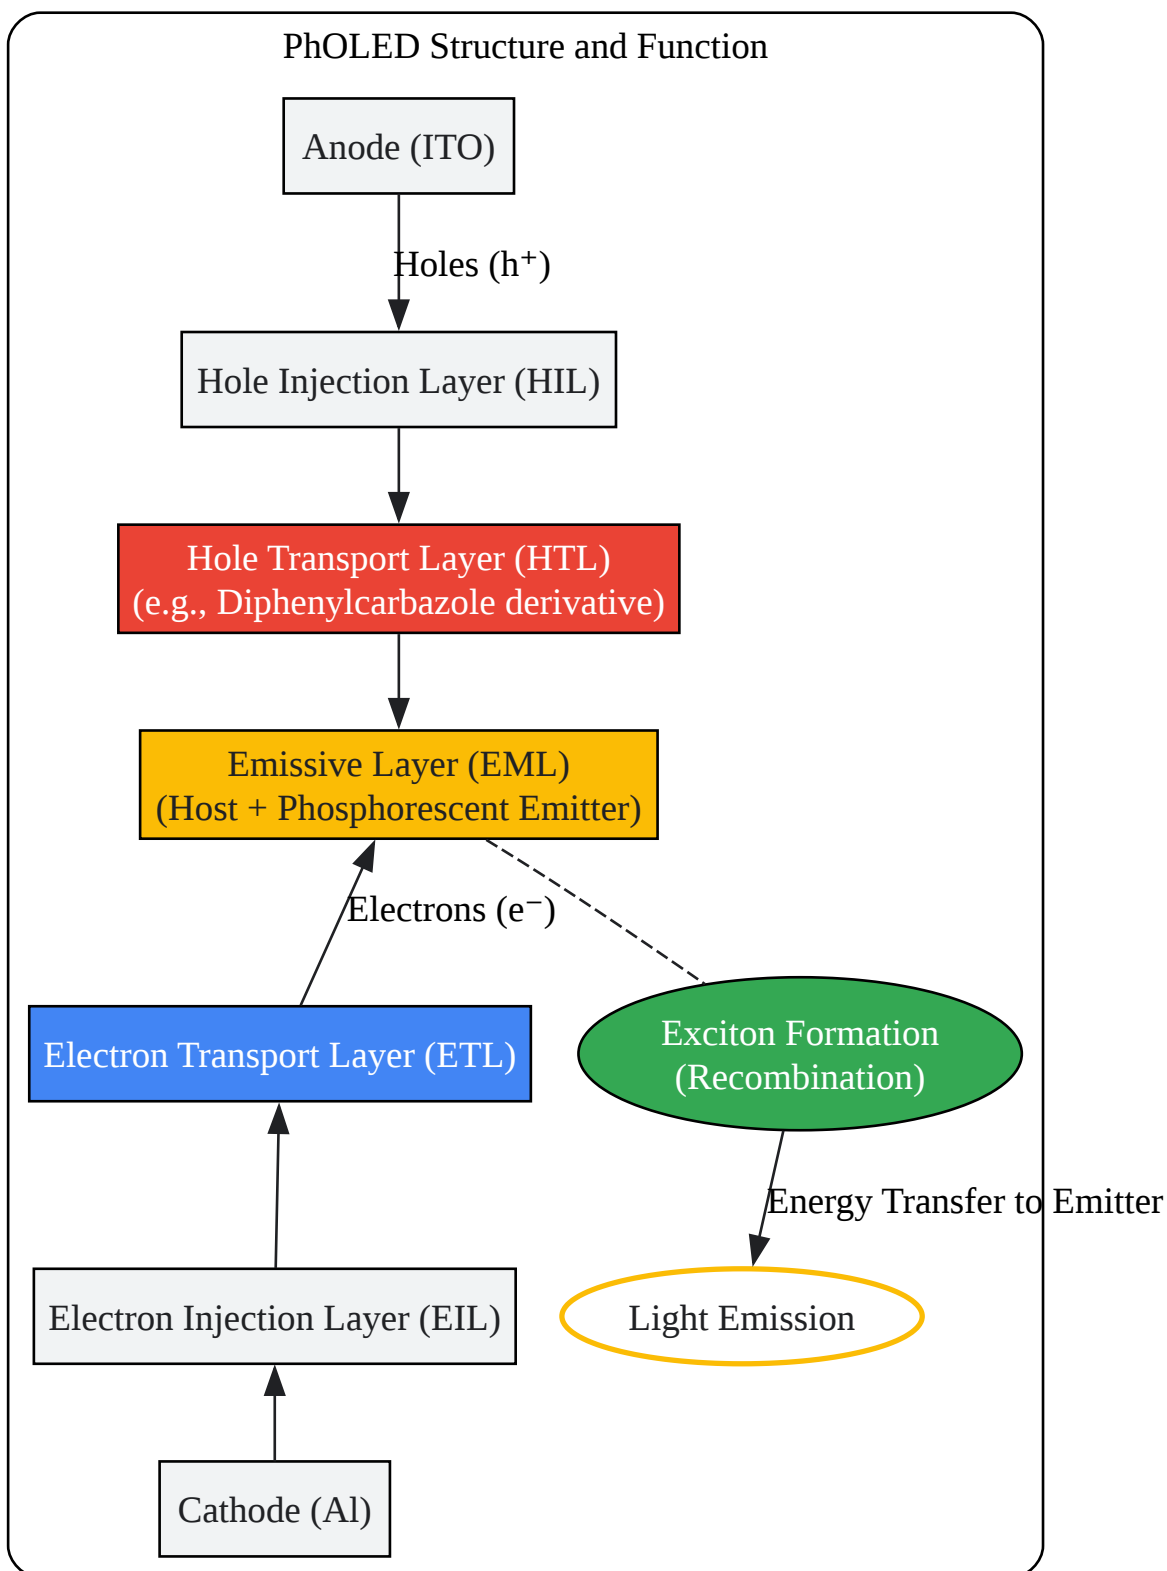 PhOLED Structure and Function
Anode (ITO)
Holes (h⁺)
Hole Injection Layer (HIL)
Hole Transport Layer (HTL)
(e.g., Diphenylcarbazole derivative)
Emissive Layer (EML)
(Host + Phosphorescent Emitter)
Electrons (e⁻)
Electron Transport Layer (ETL)
Exciton Formation
(Recombination)
Energy Transfer to Emitter
Electron Injection Layer (EIL)
Light Emission
Cathode (Al)